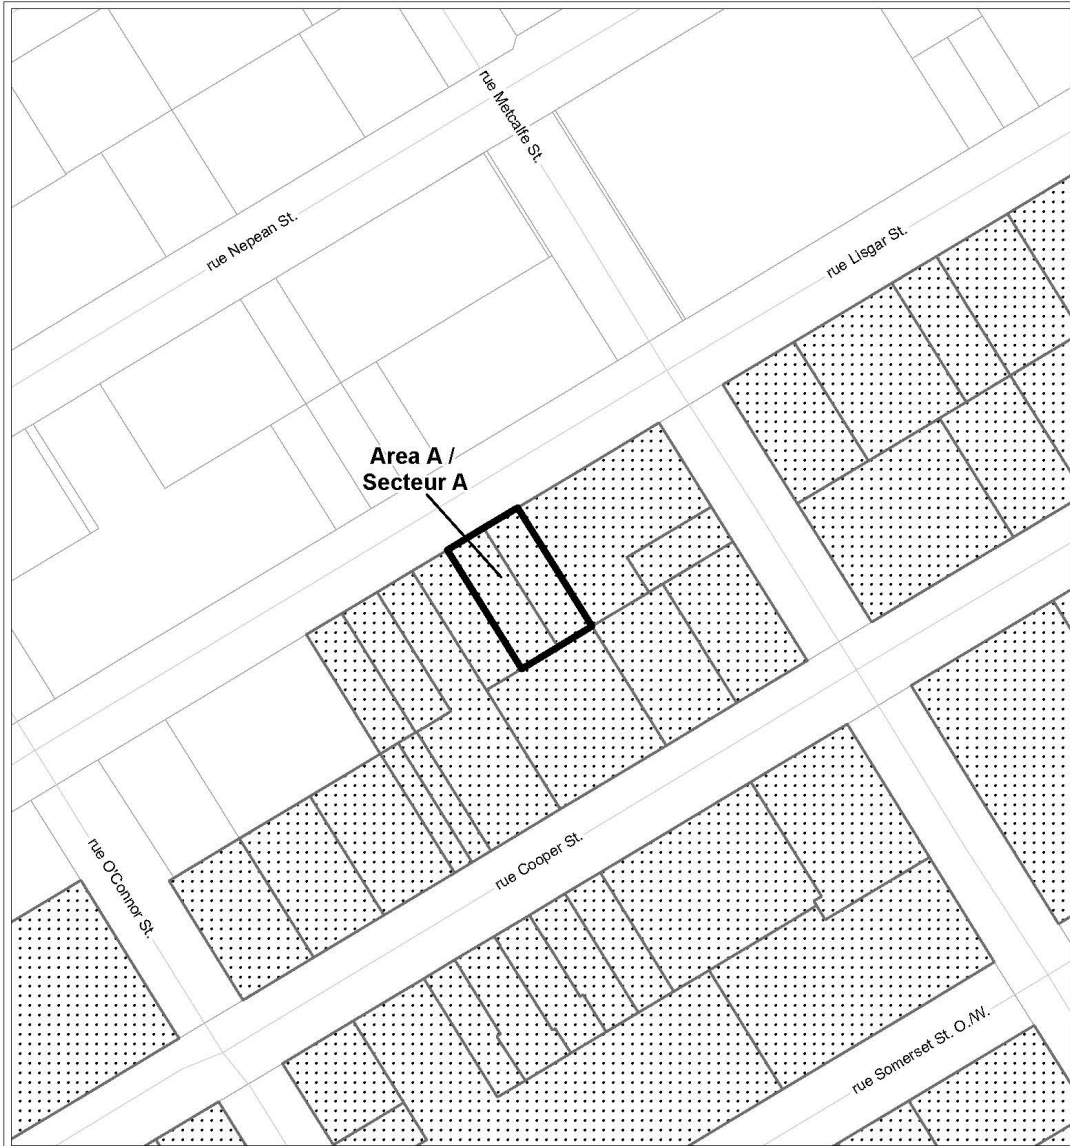 rue Metcalfe St.
rue Nepean St.
rue Lisgar St.
Area A /
Secteur A
rue O'Connor St.
rue Cooper St.
rue Somerset St. O./W.